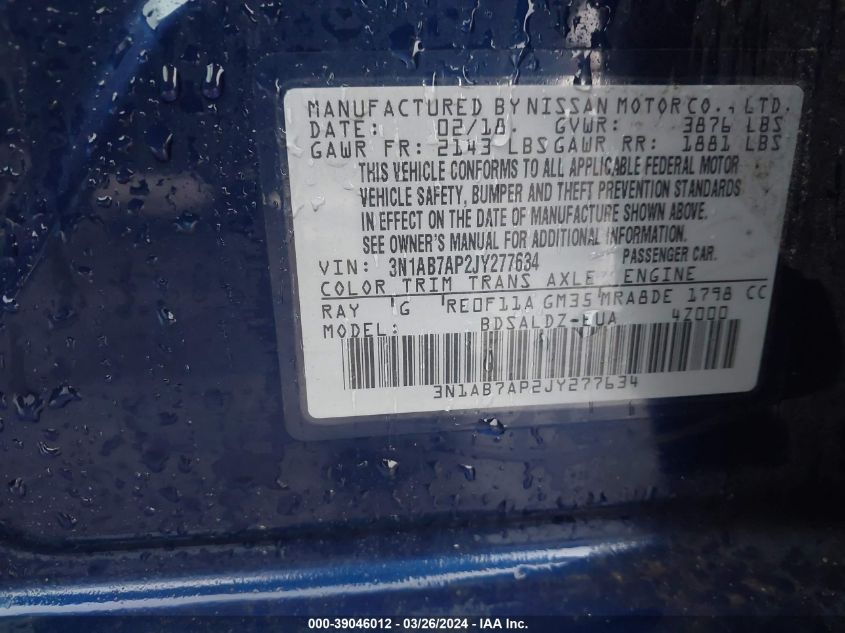 MANUFACTURED BY NISSAN MOTOR CO., LTD.
DATE: 02/18 GVWR: 3876 LBS
GAWR FR: 2143 LBS GAWR RR: 1881 LBS
THIS VEHICLE CONFORMS TO ALL APPLICABLE FEDERAL MOTOR
VEHICLE SAFETY, BUMPER AND THEFT PREVENTION STANDARDS
IN EFFECT ON THE DATE OF MANUFACTURE SHOWN ABOVE.
SEE OWNER'S MANUAL FOR ADDITIONAL INFORMATION.
VIN: 3N1AB7AP2JY277634 PASSENGER CAR.
COLOR TRIM TRANS AXLE ENGINE
RAY G RE0F11A GM35 MRA8DE 1798 CC
MODEL: BDSALDZ-EUA 47000
3N1AB7AP2JY277634
000-39046012 - 03/26/2024 - IAA Inc.